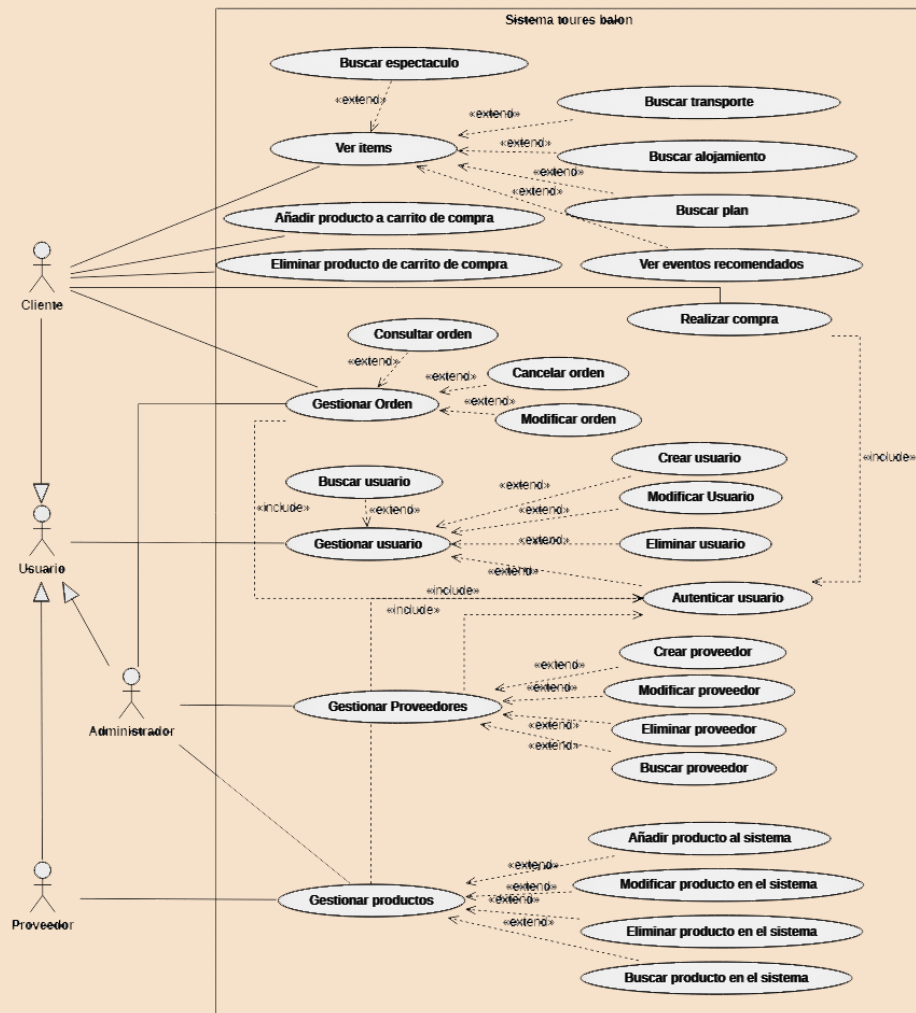 Sistema toures balon
Buscar espectaculo
«extend»
Buscar transporte
«extend»
Ver items
«extend»
Buscar alojamiento
«extend»
Buscar plan
«extend»
Añadir producto a carrito de compra
Eliminar producto de carrito de compra
Ver eventos recomendados
Cliente
Realizar compra
Consultar orden
«extend»
Cancelar orden
«extend»
Gestionar Orden
«extend»
Modificar orden
«include»
Crear usuario
Buscar usuario
«extend»
Modificar Usuario
«include»
«extend»
«extend»
Gestionar usuario
Eliminar usuario
Usuario
«extend»
«include»
Autenticar usuario
«include»
Crear proveedor
«extend»
Modificar proveedor
«extend»
Gestionar Proveedores
Administrador
«extend»
Eliminar proveedor
«extend»
Buscar proveedor
Añadir producto al sistema
«extend»
Modificar producto en el sistema
«extend»
Gestionar productos
«extend»
Proveedor
«extend»
Eliminar producto en el sistema
Buscar producto en el sistema